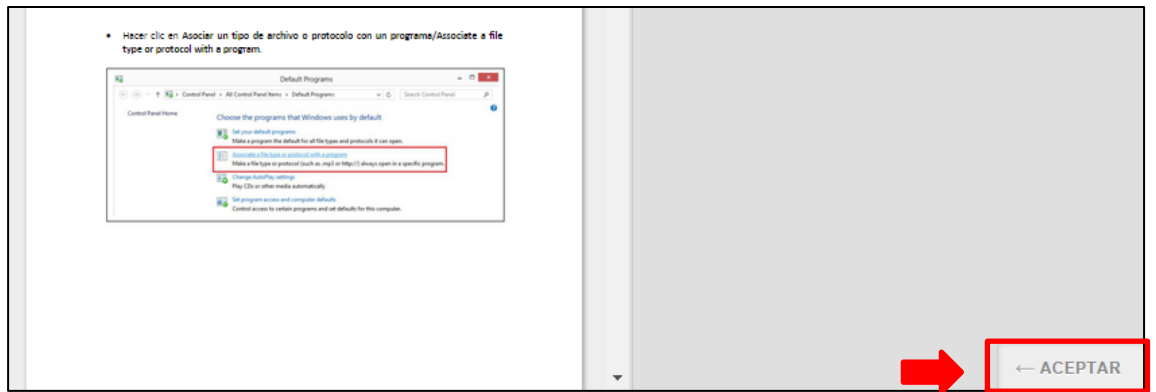 • Hacer clic en Asociar un tipo de archivo o protocolo con un programa/Associate a file
type or protocol with a program.
Default Programs
Control Panel ▸ All Control Panel Items ▸ Default Programs
Search Control Panel
Control Panel Home
Choose the programs that Windows uses by default
Set your default programs
Make a program the default for all file types and protocols it can open.
Associate a file type or protocol with a program
Make a file type or protocol (such as .mp3 or http://) always open in a specific program.
Change AutoPlay settings
Play CDs or other media automatically
Set program access and computer defaults
Control access to certain programs and set defaults for this computer.
← ACEPTAR